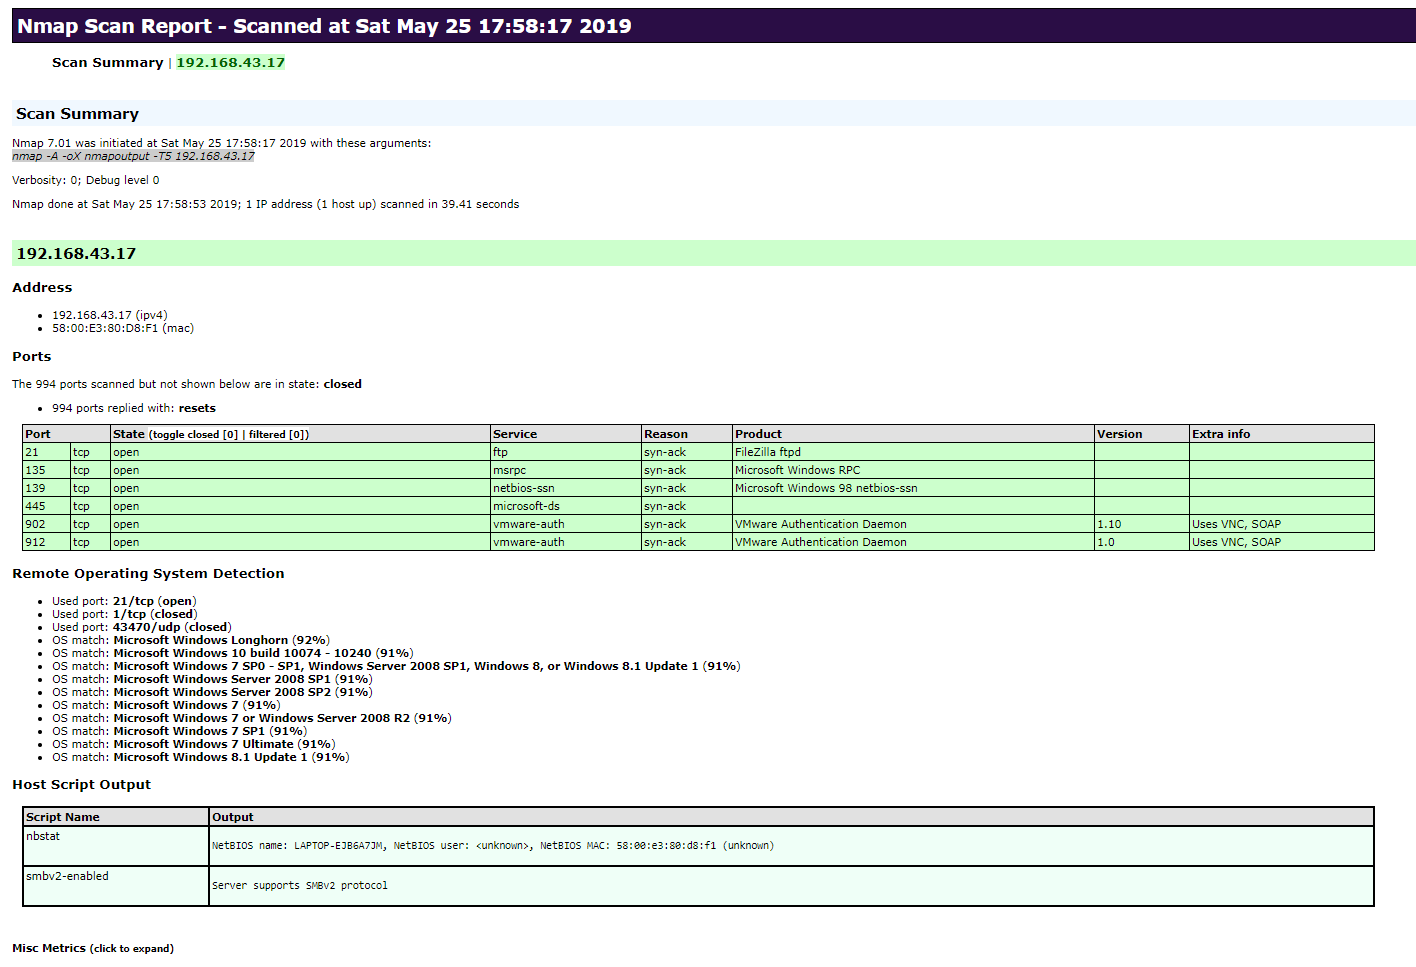 Nmap Scan Report - Scanned at Sat May 25 17:58:17 2019
Scan Summary | 192.168.43.17
Scan Summary
Nmap 7.01 was initiated at Sat May 25 17:58:17 2019 with these arguments:
nmap -A -oX nmapoutput -T5 192.168.43.17
Verbosity: 0; Debug level 0
Nmap done at Sat May 25 17:58:53 2019; 1 IP address (1 host up) scanned in 39.41 seconds
192.168.43.17
Address
• 192.168.43.17 (ipv4)
• 58:00:E3:80:D8:F1 (mac)
Ports
The 994 ports scanned but not shown below are in state: closed
• 994 ports replied with: resets
Port State (toggle closed [0] | filtered [0]) Service Reason Product Version Extra info
21 tcp open ftp syn-ack FileZilla ftpd
135 tcp open msrpc syn-ack Microsoft Windows RPC
139 tcp open netbios-ssn syn-ack Microsoft Windows 98 netbios-ssn
445 tcp open microsoft-ds syn-ack
902 tcp open vmware-auth syn-ack VMware Authentication Daemon 1.10 Uses VNC, SOAP
912 tcp open vmware-auth syn-ack VMware Authentication Daemon 1.0 Uses VNC, SOAP
Remote Operating System Detection
• Used port: 21/tcp (open)
• Used port: 1/tcp (closed)
• Used port: 43470/udp (closed)
• OS match: Microsoft Windows Longhorn (92%)
• OS match: Microsoft Windows 10 build 10074 - 10240 (91%)
• OS match: Microsoft Windows 7 SP0 - SP1, Windows Server 2008 SP1, Windows 8, or Windows 8.1 Update 1 (91%)
• OS match: Microsoft Windows Server 2008 SP1 (91%)
• OS match: Microsoft Windows Server 2008 SP2 (91%)
• OS match: Microsoft Windows 7 (91%)
• OS match: Microsoft Windows 7 or Windows Server 2008 R2 (91%)
• OS match: Microsoft Windows 7 SP1 (91%)
• OS match: Microsoft Windows 7 Ultimate (91%)
• OS match: Microsoft Windows 8.1 Update 1 (91%)
Host Script Output
Script Name Output
nbstat
NetBIOS name: LAPTOP-EJB6A7JM, NetBIOS user: <unknown>, NetBIOS MAC: 58:00:e3:80:d8:f1 (unknown)
smbv2-enabled
Server supports SMBv2 protocol
Misc Metrics (click to expand)